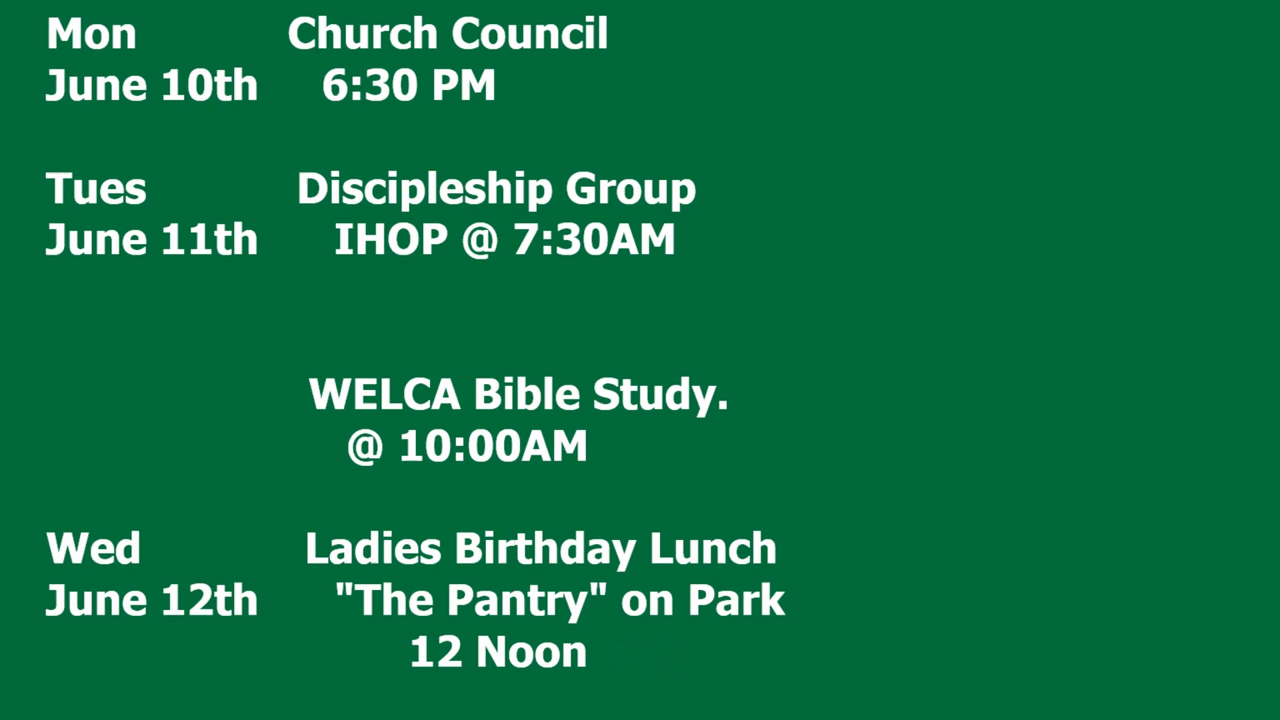 Mon Church Council
June 10th 6:30 PM
Tues Discipleship Group
June 11th IHOP @ 7:30AM
WELCA Bible Study.
@ 10:00AM
Wed Ladies Birthday Lunch
June 12th "The Pantry" on Park
12 Noon